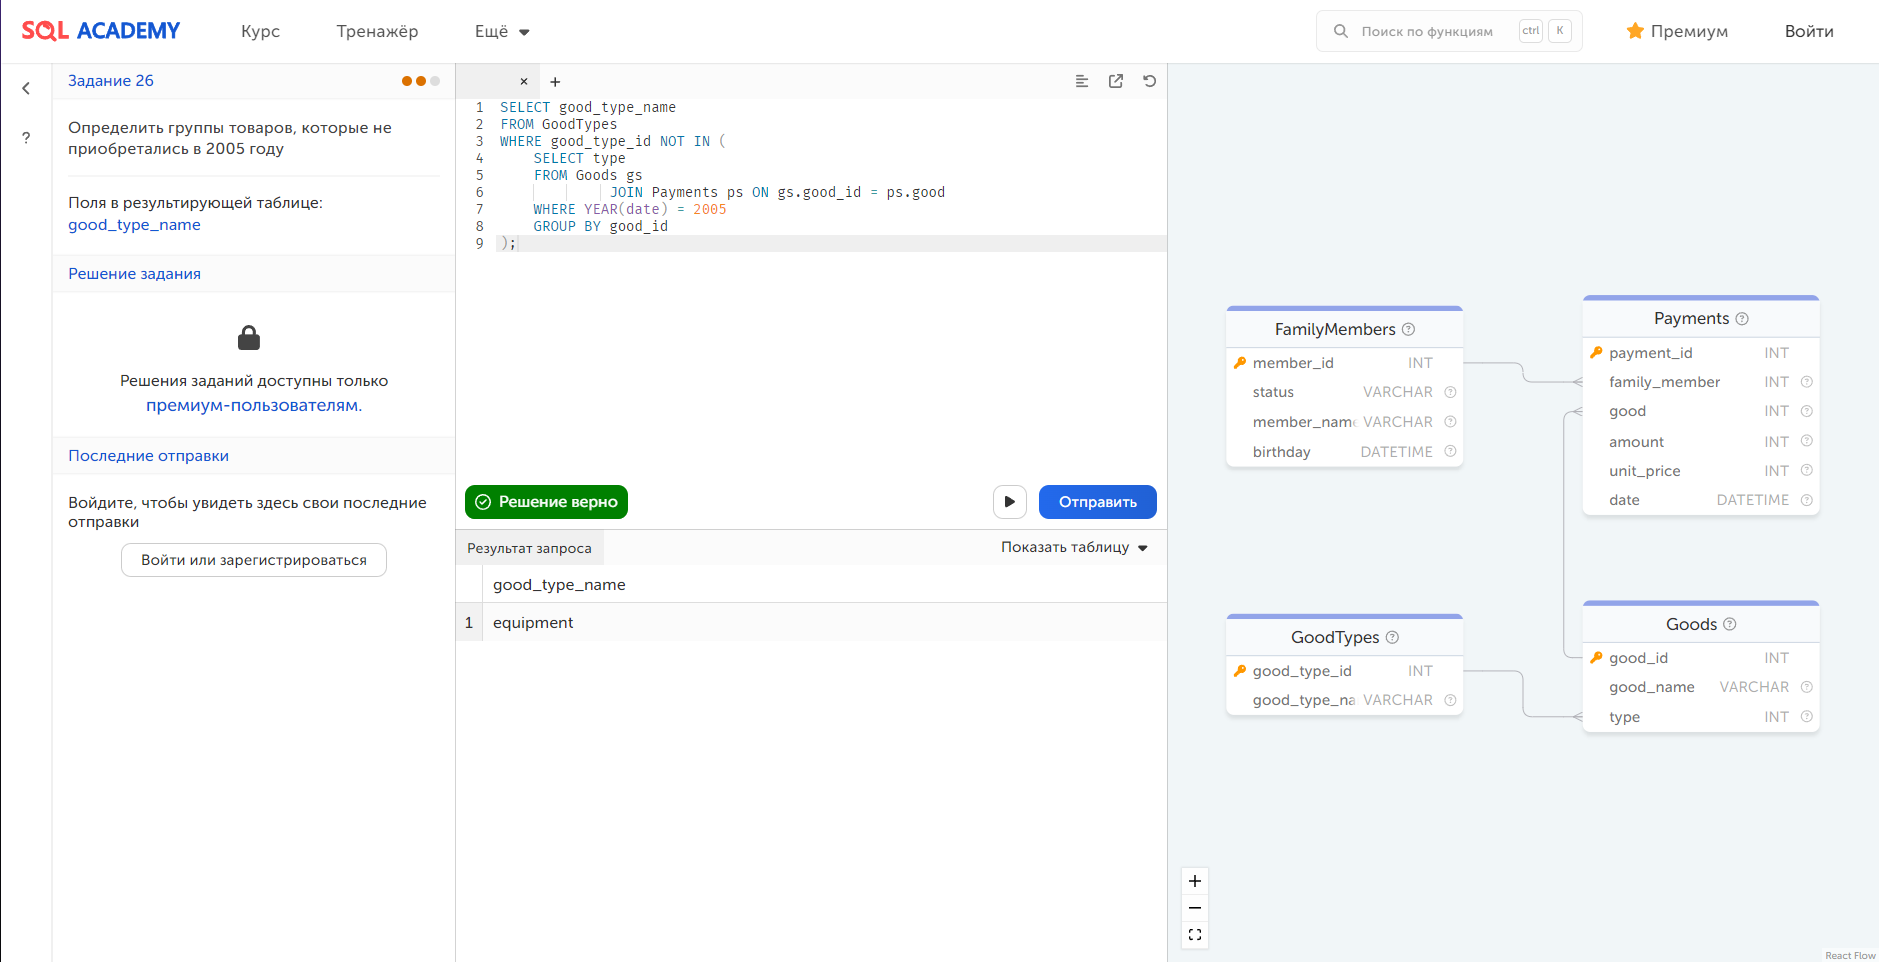 SQL ACADEMY
Курс
Тренажёр
Ещё
Поиск по функциям
ctrl
K
Премиум
Войти
?
Задание 26
Определить группы товаров, которые не
приобретались в 2005 году
Поля в результирующей таблице:
good_type_name
Решение задания
Решения заданий доступны только
премиум-пользователям.
Последние отправки
Войдите, чтобы увидеть здесь свои последние
отправки
Войти или зарегистрироваться
1 SELECT good_type_name
2 FROM GoodTypes
3 WHERE good_type_id NOT IN (
4 SELECT type
5 FROM Goods gs
6 JOIN Payments ps ON gs.good_id = ps.good
7 WHERE YEAR(date) = 2005
8 GROUP BY good_id
9 );
Решение верно
Отправить
Результат запроса
Показать таблицу
good_type_name
1 equipment
FamilyMembers ?
member_id INT
status VARCHAR ?
member_name VARCHAR ?
birthday DATETIME ?
Payments ?
payment_id INT
family_member INT ?
good INT ?
amount INT ?
unit_price INT ?
date DATETIME ?
GoodTypes ?
good_type_id INT
good_type_na VARCHAR ?
Goods ?
good_id INT
good_name VARCHAR ?
type INT ?
React Flow